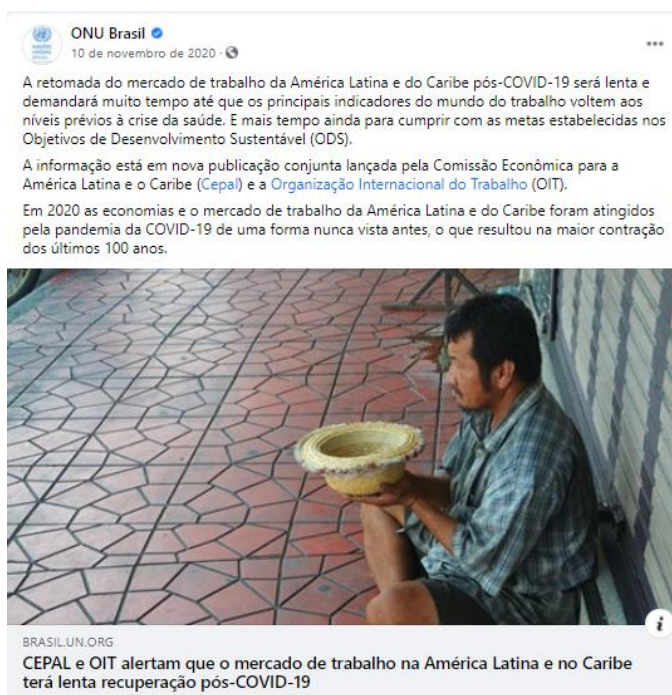 ONU Brasil
10 de novembro de 2020 ·
A retomada do mercado de trabalho da América Latina e do Caribe pós-COVID-19 será lenta e
demandará muito tempo até que os principais indicadores do mundo do trabalho voltem aos
níveis prévios à crise da saúde. E mais tempo ainda para cumprir com as metas estabelecidas nos
Objetivos de Desenvolvimento Sustentável (ODS).
A informação está em nova publicação conjunta lançada pela Comissão Econômica para a
América Latina e o Caribe (Cepal) e a Organização Internacional do Trabalho (OIT).
Em 2020 as economias e o mercado de trabalho da América Latina e do Caribe foram atingidos
pela pandemia da COVID-19 de uma forma nunca vista antes, o que resultou na maior contração
dos últimos 100 anos.
i
BRASIL.UN.ORG
CEPAL e OIT alertam que o mercado de trabalho na América Latina e no Caribe
terá lenta recuperação pós-COVID-19